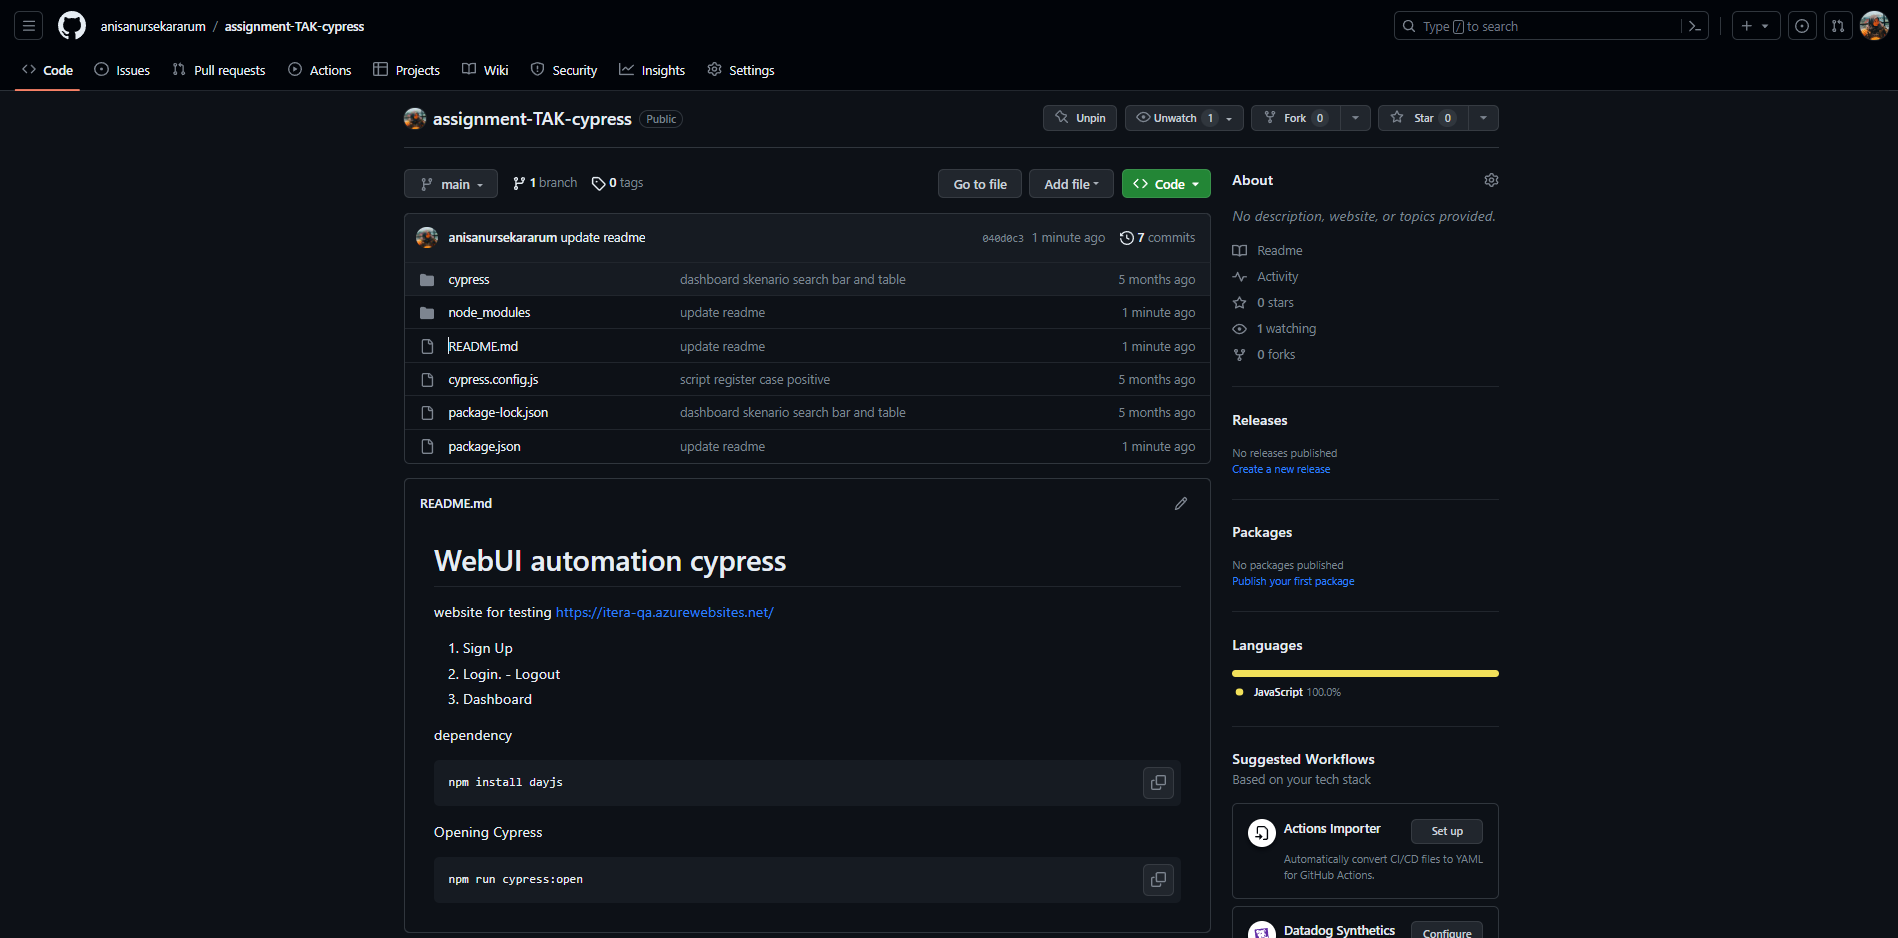 anisanursekararum / assignment-TAK-cypress
Type / to search
Code
Issues
Pull requests
Actions
Projects
Wiki
Security
Insights
Settings
assignment-TAK-cypress Public
Unpin
Unwatch 1
Fork 0
Star 0
main
1 branch
0 tags
Go to file
Add file
Code
anisanursekararum update readme 040d0c3 1 minute ago 7 commits
cypress dashboard skenario search bar and table 5 months ago
node_modules update readme 1 minute ago
README.md update readme 1 minute ago
cypress.config.js script register case positive 5 months ago
package-lock.json dashboard skenario search bar and table 5 months ago
package.json update readme 1 minute ago
README.md
WebUI automation cypress
website for testing https://itera-qa.azurewebsites.net/
1. Sign Up
2. Login. - Logout
3. Dashboard
dependency
npm install dayjs
Opening Cypress
npm run cypress:open
About
No description, website, or topics provided.
Readme
Activity
0 stars
1 watching
0 forks
Releases
No releases published
Create a new release
Packages
No packages published
Publish your first package
Languages
JavaScript 100.0%
Suggested Workflows
Based on your tech stack
Actions Importer
Set up
Automatically convert CI/CD files to YAML
for GitHub Actions.
Datadog Synthetics
Configure